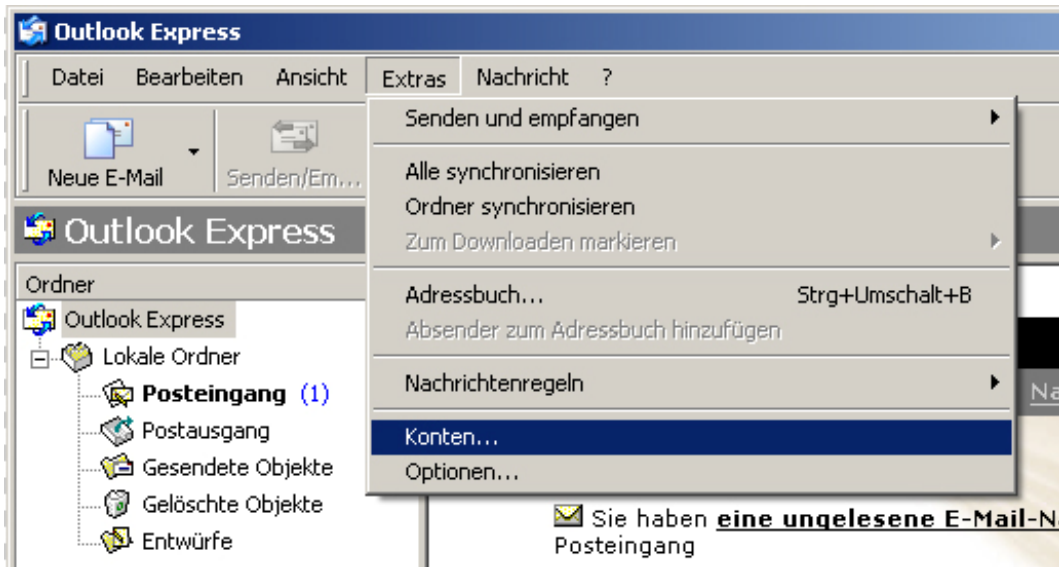 Outlook Express
Datei Bearbeiten Ansicht Extras Nachricht ?
Neue E-Mail
Senden/Em...
Senden und empfangen
Alle synchronisieren
Ordner synchronisieren
Zum Downloaden markieren
Adressbuch... Strg+Umschalt+B
Absender zum Adressbuch hinzufügen
Nachrichtenregeln
Konten...
Optionen...
Outlook Express
Ordner
Outlook Express
Lokale Ordner
Posteingang (1)
Postausgang
Gesendete Objekte
Gelöschte Objekte
Entwürfe
Sie haben eine ungelesene E-Mail-
Posteingang